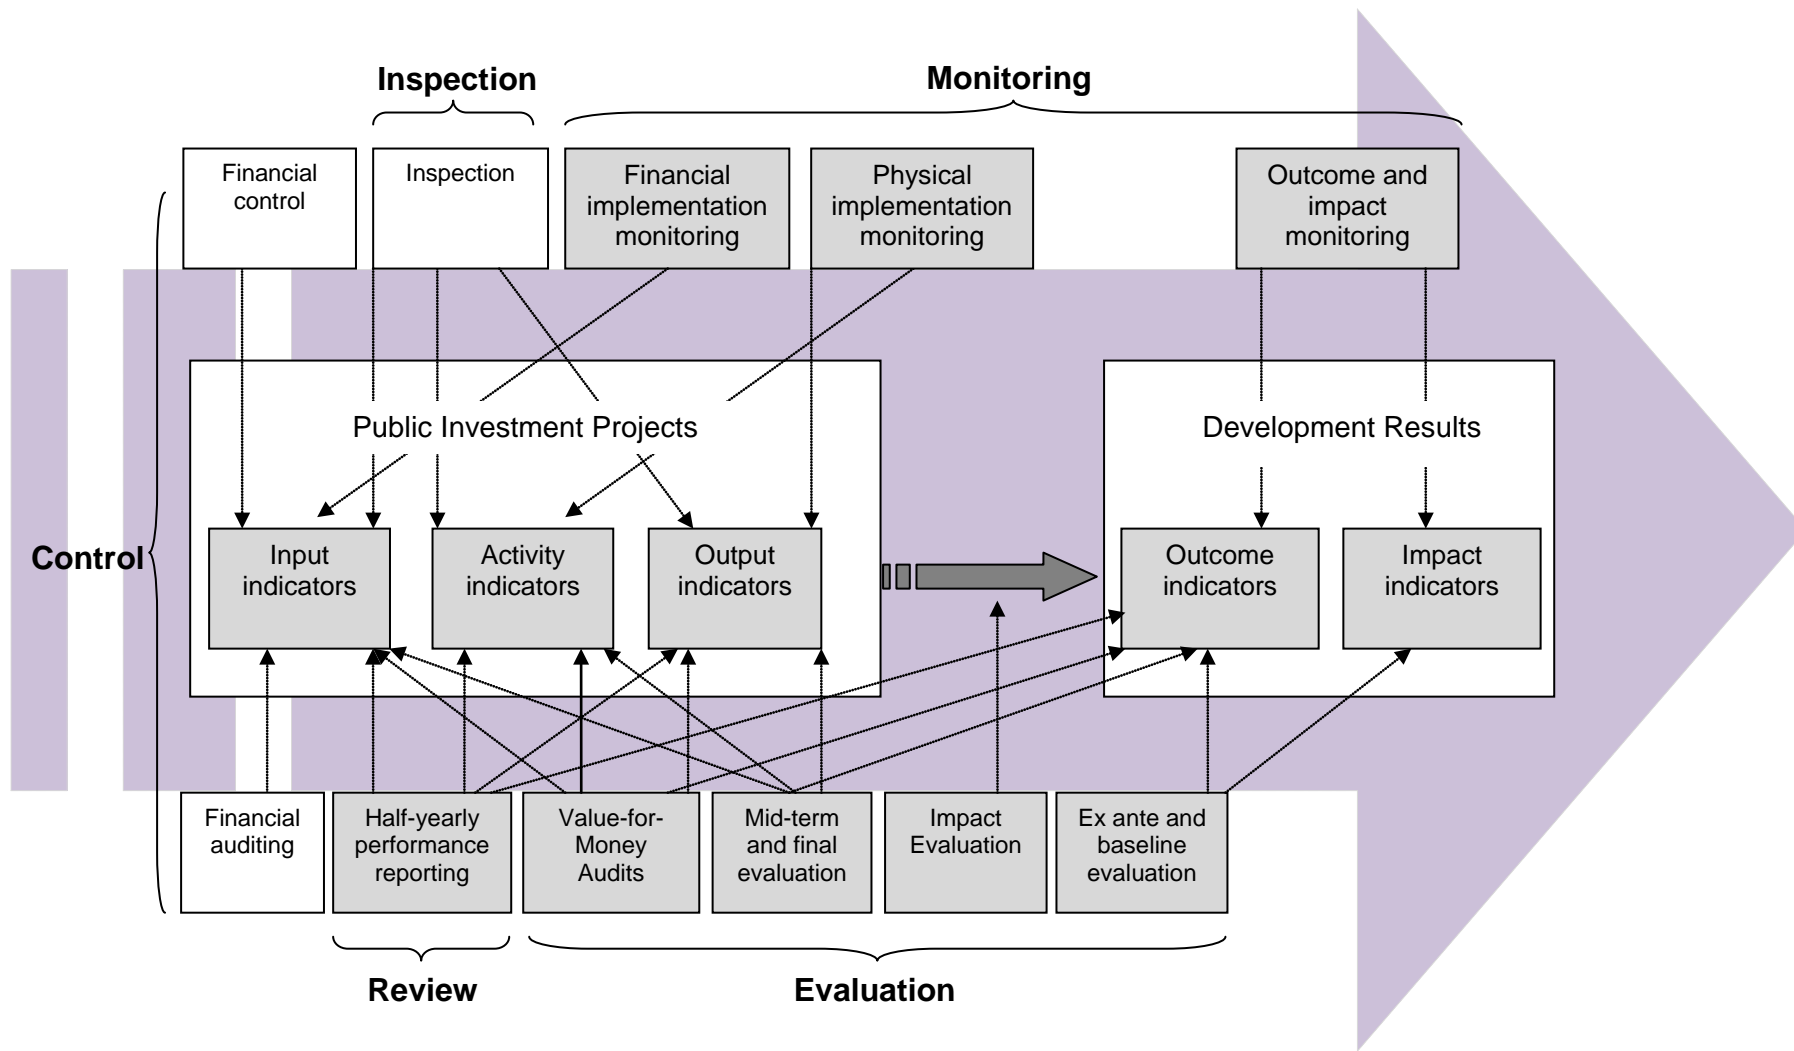 Inspection
Monitoring
Financial
control
Inspection
Financial
implementation
monitoring
Physical
implementation
monitoring
Outcome and
impact
monitoring
Public Investment Projects
Development Results
Control
Input
indicators
Activity
indicators
Output
indicators
Outcome
indicators
Impact
indicators
Financial
auditing
Half-yearly
performance
reporting
Value-for-
Money
Audits
Mid-term
and final
evaluation
Impact
Evaluation
Ex ante and
baseline
evaluation
Review
Evaluation